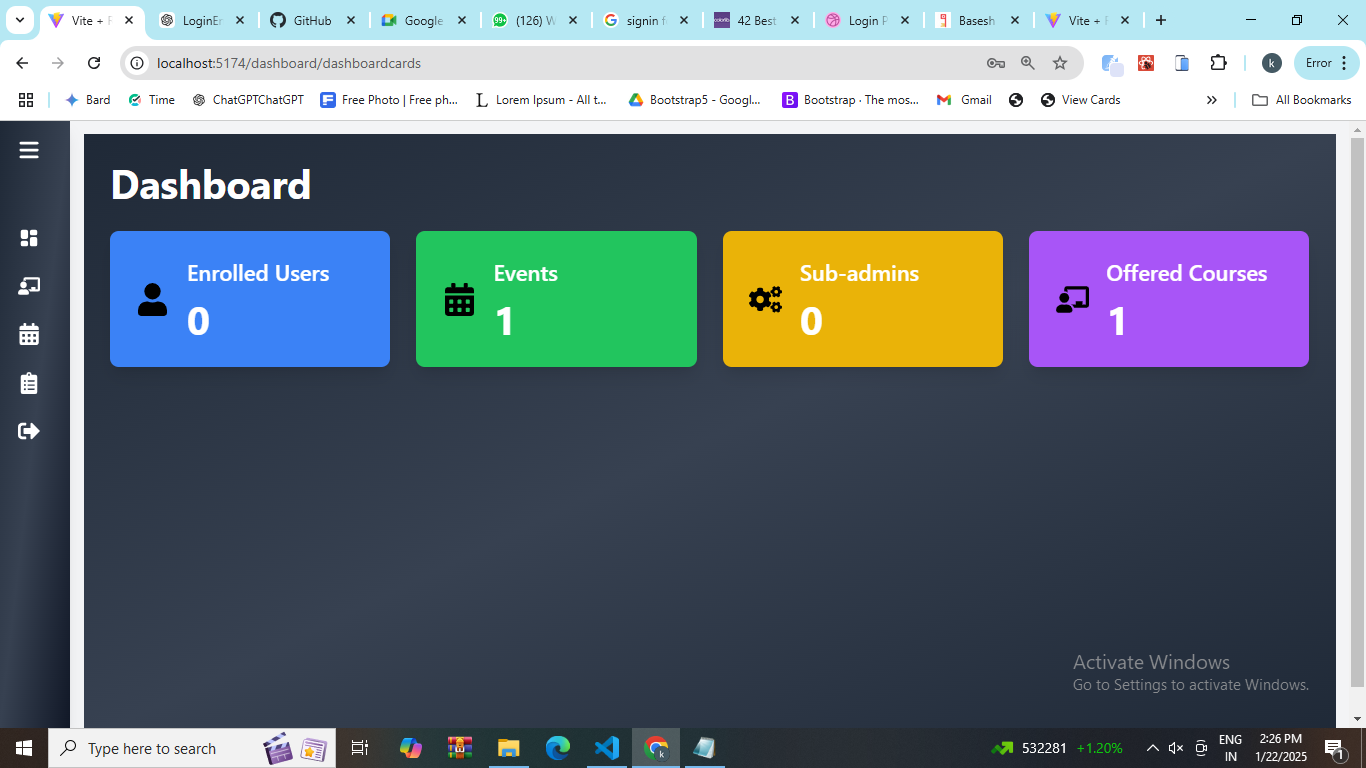 Vite + F
LoginEr
GitHub
Google
(126) W
signin fo
42 Best
Login P
Basesh
Vite + F
localhost:5174/dashboard/dashboardcards
k
Error
Bard
Time
ChatGPTChatGPT
Free Photo | Free ph...
Lorem Ipsum - All t...
Bootstrap5 - Googl...
Bootstrap · The mos...
Gmail
View Cards
All Bookmarks
Dashboard
Enrolled Users
0
Events
1
Sub-admins
0
Offered Courses
1
Activate Windows
Go to Settings to activate Windows.
Type here to search
532281 +1.20%
ENG
IN
2:26 PM
1/22/2025
1